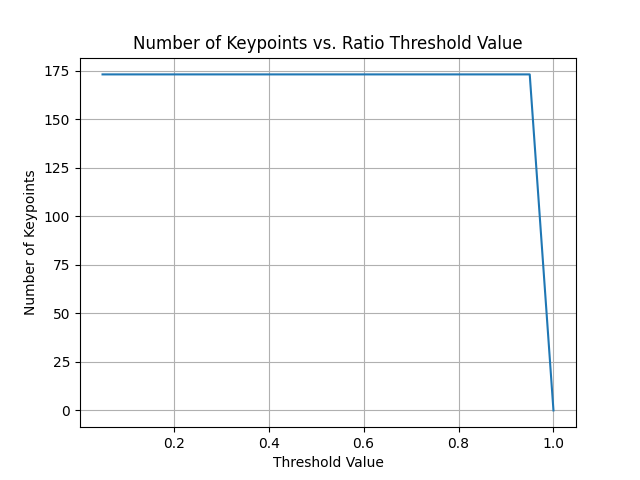 Number of Keypoints vs. Ratio Threshold Value
175
150
125
100
75
50
25
0
Number of Keypoints
0.2 0.4 0.6 0.8 1.0
Threshold Value